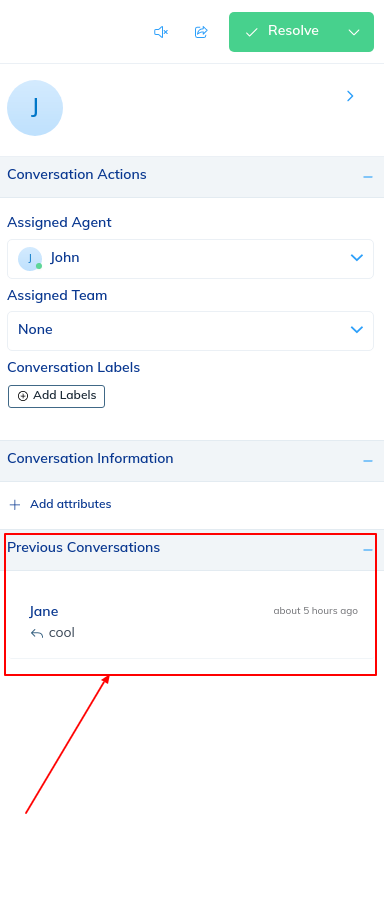 Resolve
J
Conversation Actions
Assigned Agent
J John
Assigned Team
None
Conversation Labels
Add Labels
Conversation Information
Add attributes
Previous Conversations
Jane about 5 hours ago
cool